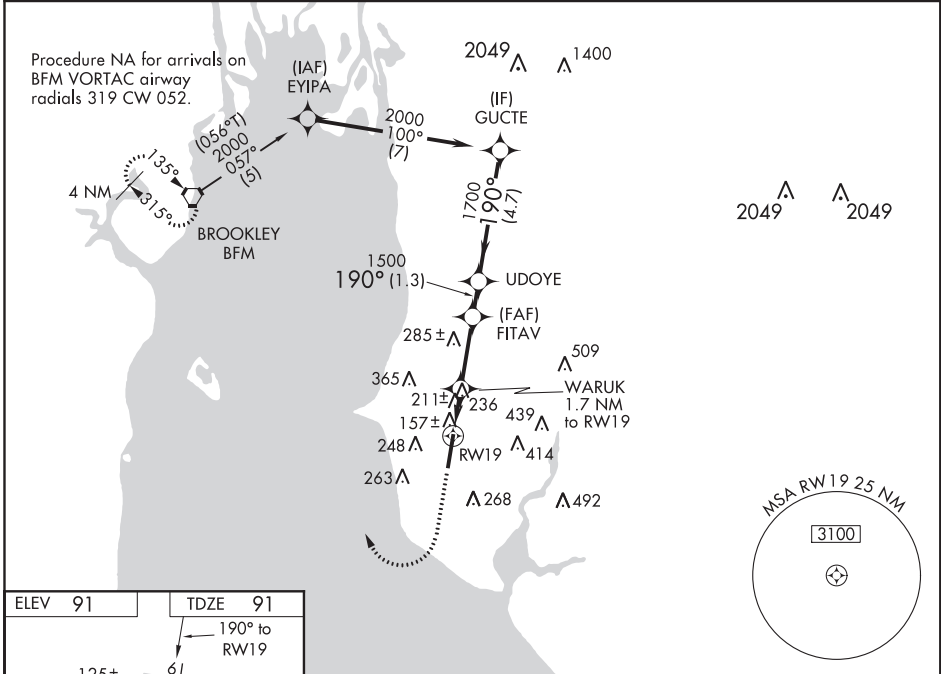 Procedure NA for arrivals on
BFM VORTAC airway
radials 319 CW 052.
(IAF)
EYIPA
2049
1400
(IF)
GUCTE
2000
100°
(7)
(056°T)
2000
057°
(5)
135°
4 NM
315°
BROOKLEY
BFM
1700
190°
(4.7)
2049
2049
1500
190° (1.3)
UDOYE
(FAF)
FITAV
285±
509
365
WARUK
1.7 NM
to RW19
211±
236
157±
439
248
RW19
414
263
268
492
MSA RW19 25 NM
3100
ELEV 91
TDZE 91
190° to
RW19
125±
19